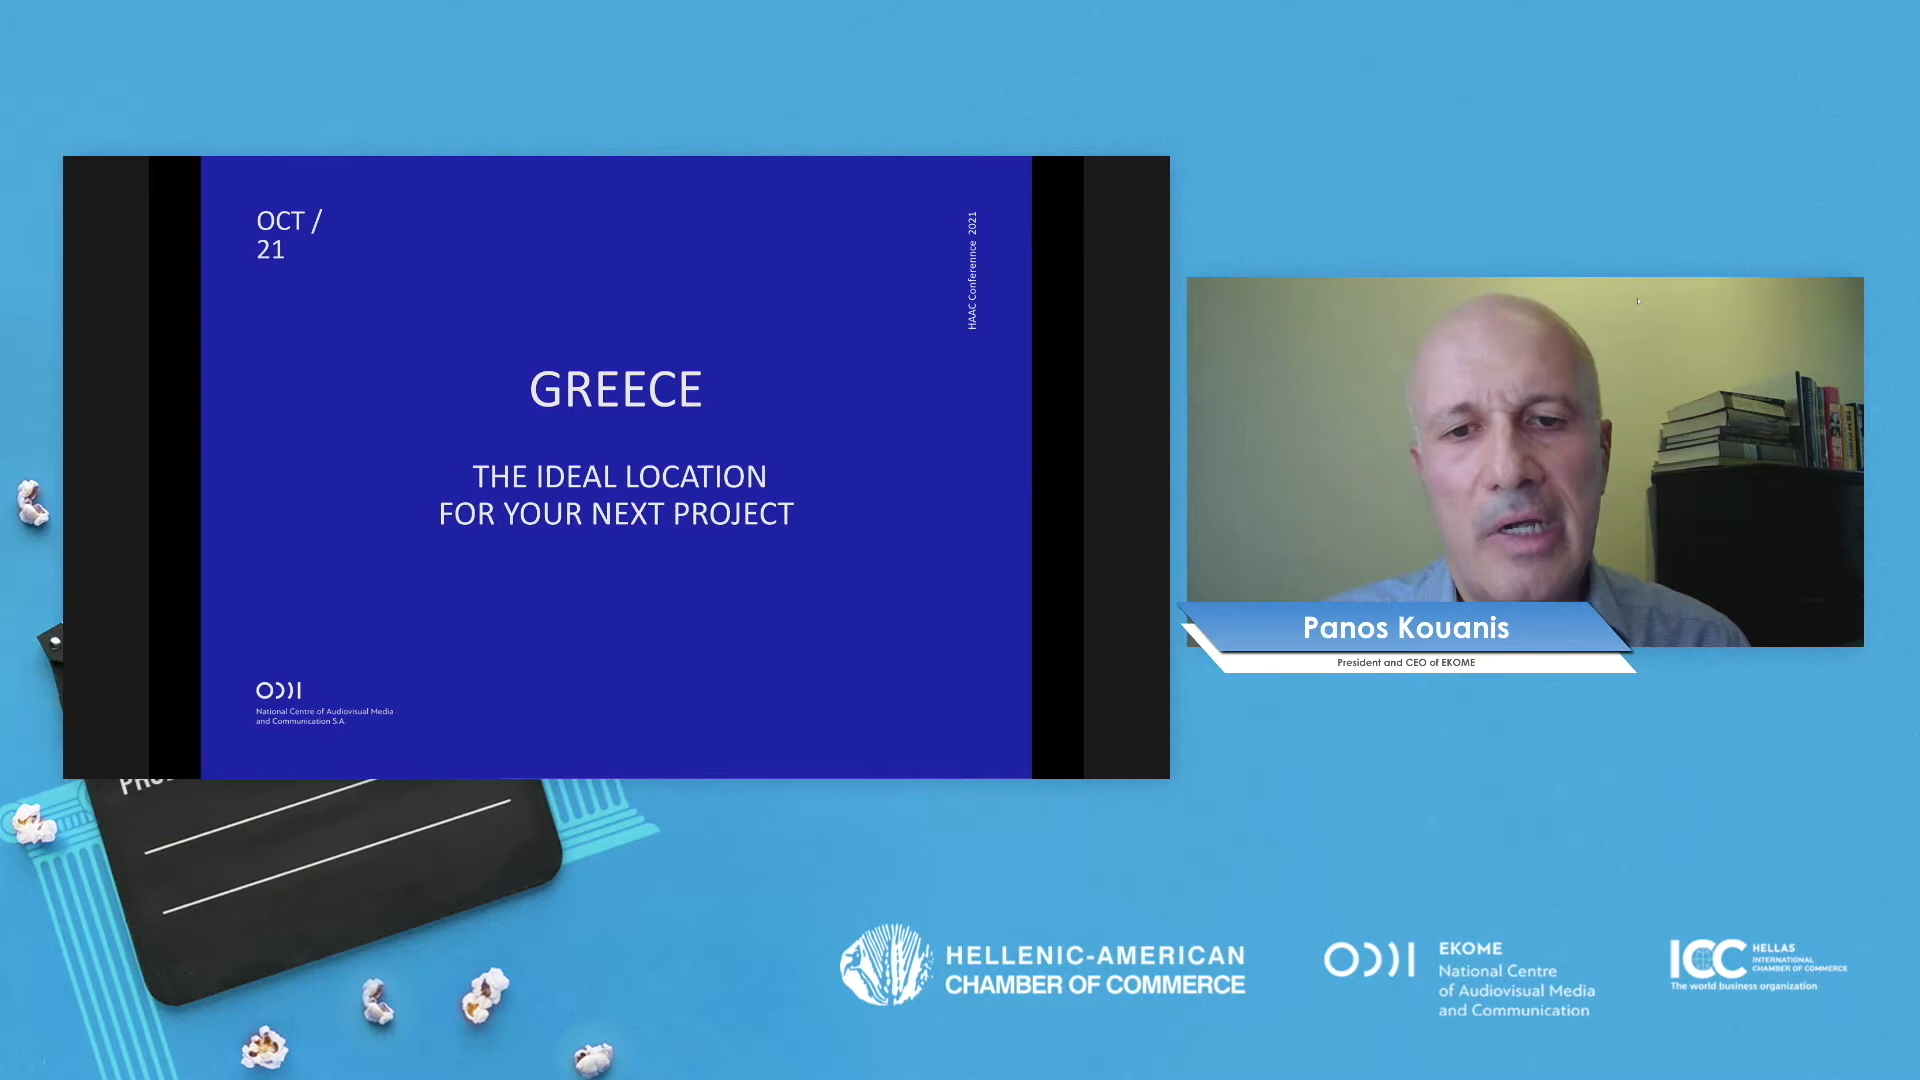 OCT /
21
HAAC Conferennce 2021
GREECE
THE IDEAL LOCATION
FOR YOUR NEXT PROJECT
National Centre of Audiovisual Media
and Communication S.A.
Panos Kouanis
President and CEO of EKOME
HELLENIC-AMERICAN
CHAMBER OF COMMERCE
EKOME
National Centre
of Audiovisual Media
and Communication
ICC
HELLAS
INTERNATIONAL
CHAMBER OF COMMERCE
The world business organization